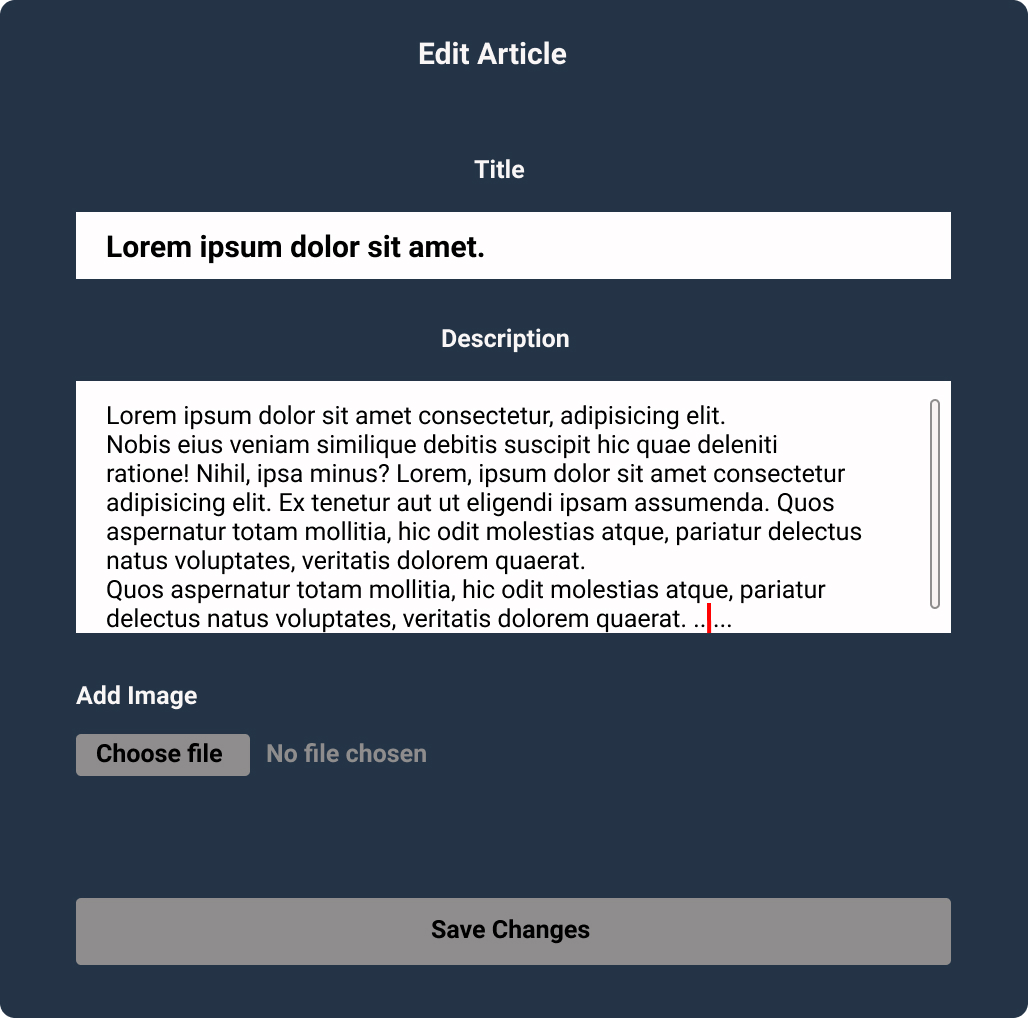 Edit Article
Title
Lorem ipsum dolor sit amet.
Description
Lorem ipsum dolor sit amet consectetur, adipisicing elit.
Nobis eius veniam similique debitis suscipit hic quae deleniti
ratione! Nihil, ipsa minus? Lorem, ipsum dolor sit amet consectetur
adipisicing elit. Ex tenetur aut ut eligendi ipsam assumenda. Quos
aspernatur totam mollitia, hic odit molestias atque, pariatur delectus
natus voluptates, veritatis dolorem quaerat.
Quos aspernatur totam mollitia, hic odit molestias atque, pariatur
delectus natus voluptates, veritatis dolorem quaerat. .....
Add Image
Choose file No file chosen
Save Changes